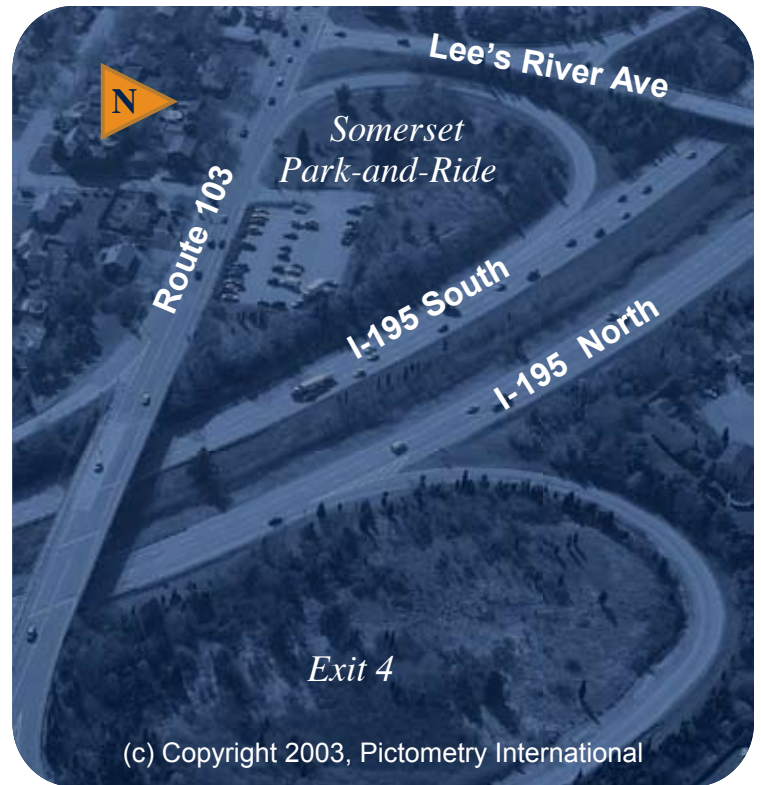 Lee's River Ave
N
Somerset
Park-and-Ride
Route 103
I-195 South
I-195 North
Exit 4
(c) Copyright 2003, Pictometry International